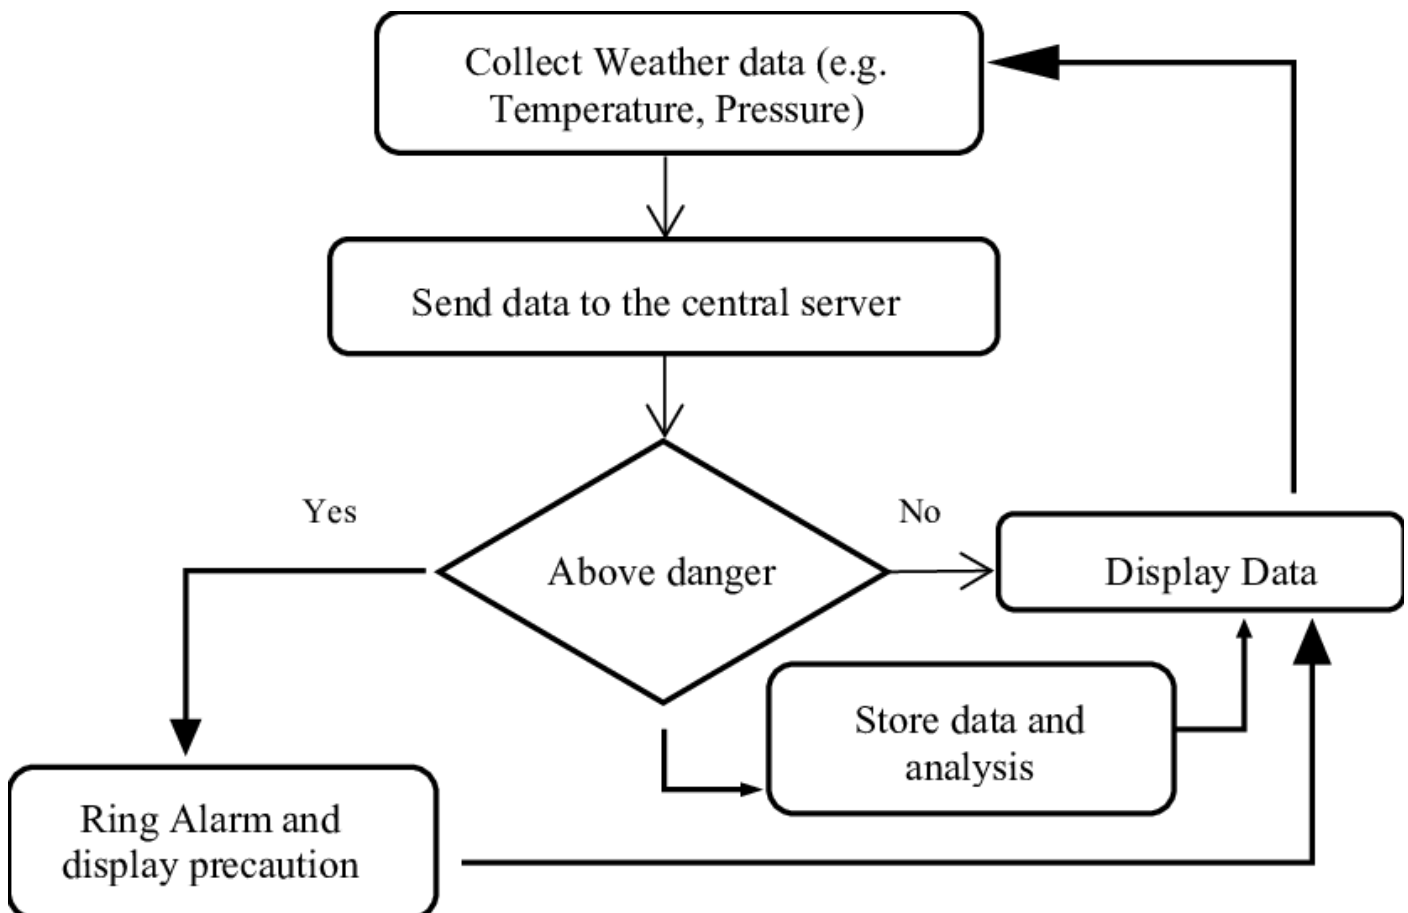 Collect Weather data (e.g.
Temperature, Pressure)
Send data to the central server
Yes
No
Above danger
Display Data
Store data and
analysis
Ring Alarm and
display precaution